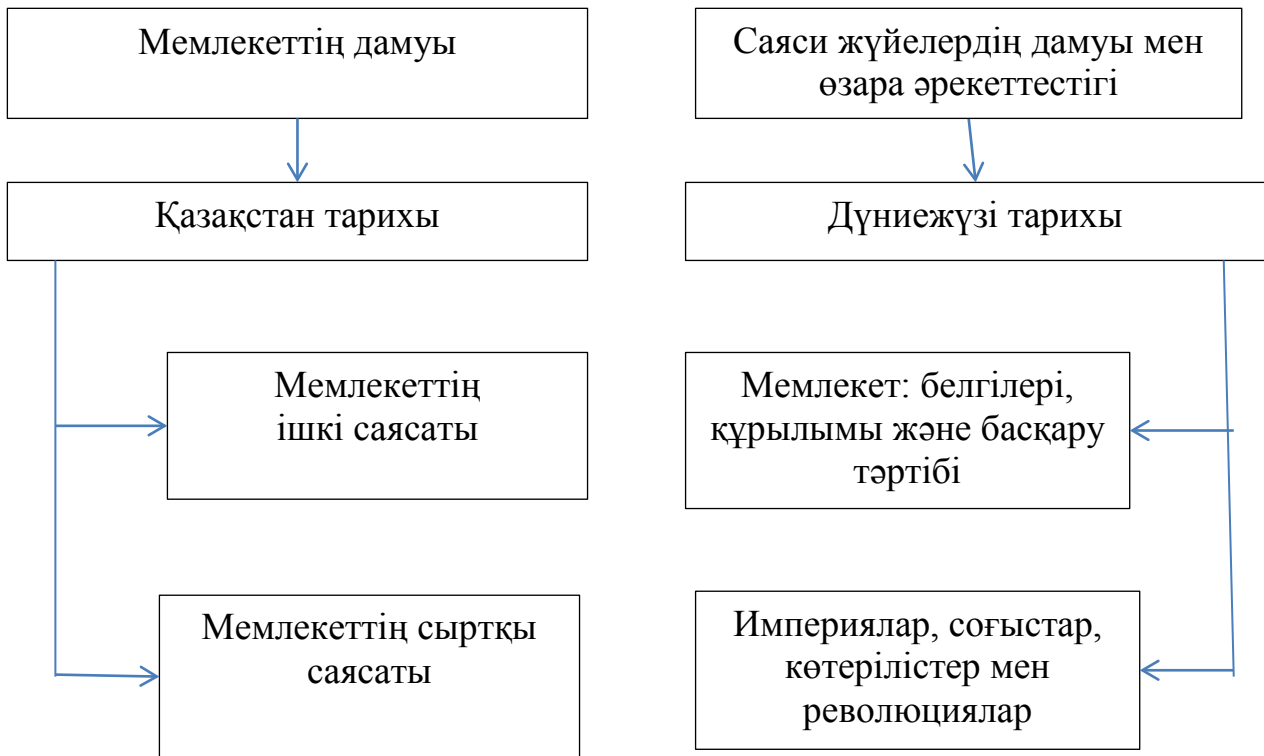 Мемлекеттің дамуы
Саяси жүйелердің дамуы мен
өзара әрекеттестігі
Қазақстан тарихы
Дүниежүзі тарихы
Мемлекеттің
ішкі саясаты
Мемлекет: белгілері,
құрылымы және басқару
тәртібі
Мемлекеттің сыртқы
саясаты
Империялар, соғыстар,
көтерілістер мен
революциялар